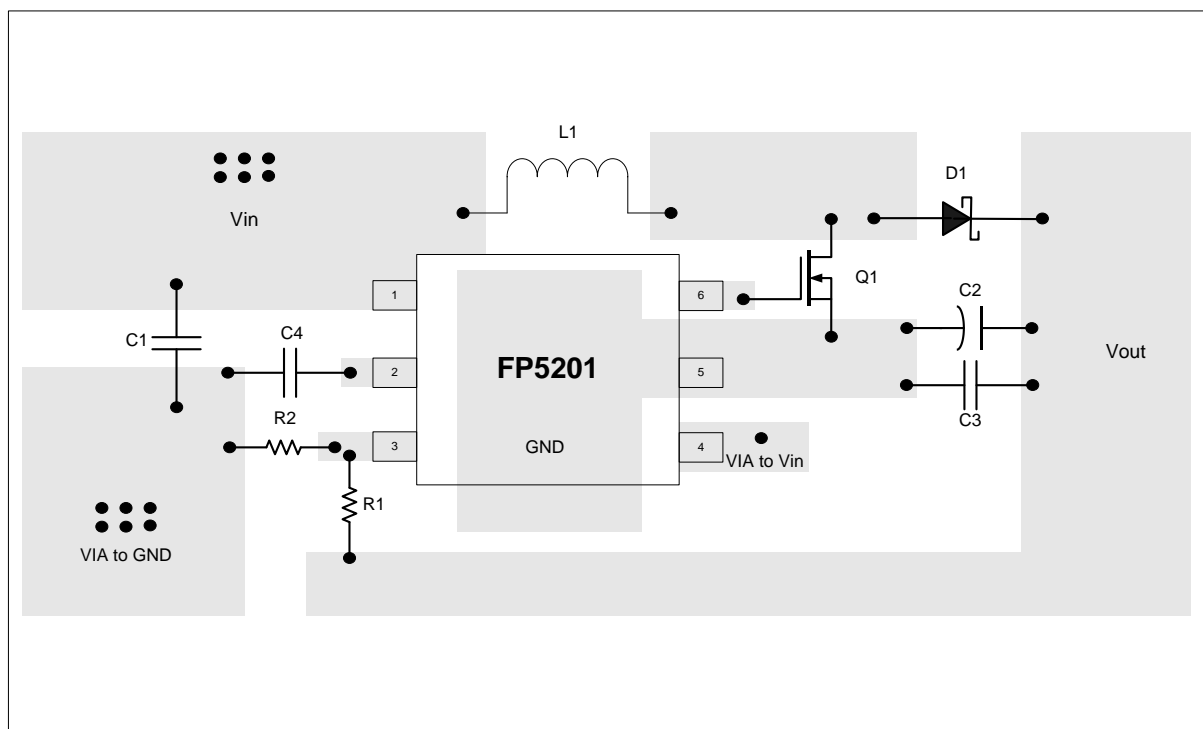 L1
D1
Vin
Q1
1
6
C2
C1
C4
Vout
2
FP5201
5
R2
C3
3
GND
4
VIA to Vin
R1
VIA to GND